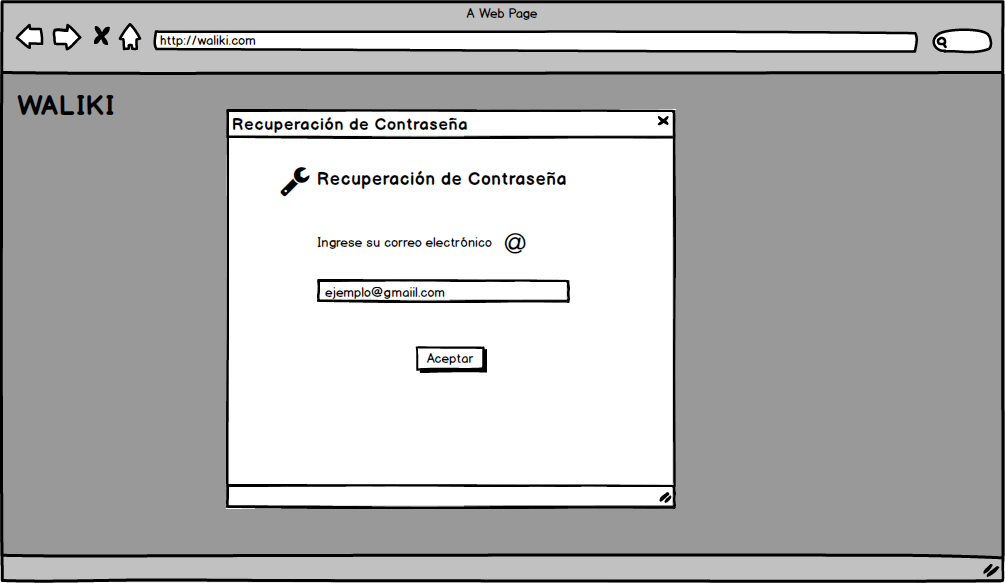 A Web Page
http://waliki.com
WALIKI
Recuperación de Contraseña
Recuperación de Contraseña
Ingrese su correo electrónico @
ejemplo@gmaiil.com
Aceptar